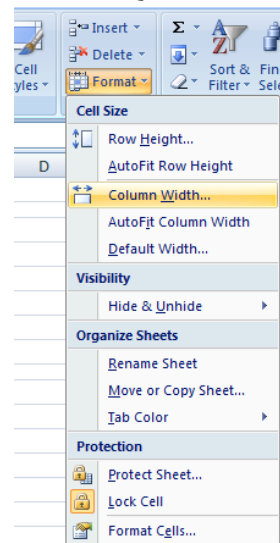 Insert
Σ
Delete
Cell
Styles
Format
Sort &
Filter
Fin
Sele
Cell Size
Row Height...
AutoFit Row Height
D
Column Width...
AutoFit Column Width
Default Width...
Visibility
Hide & Unhide
Organize Sheets
Rename Sheet
Move or Copy Sheet...
Tab Color
Protection
Protect Sheet...
Lock Cell
Format Cells...